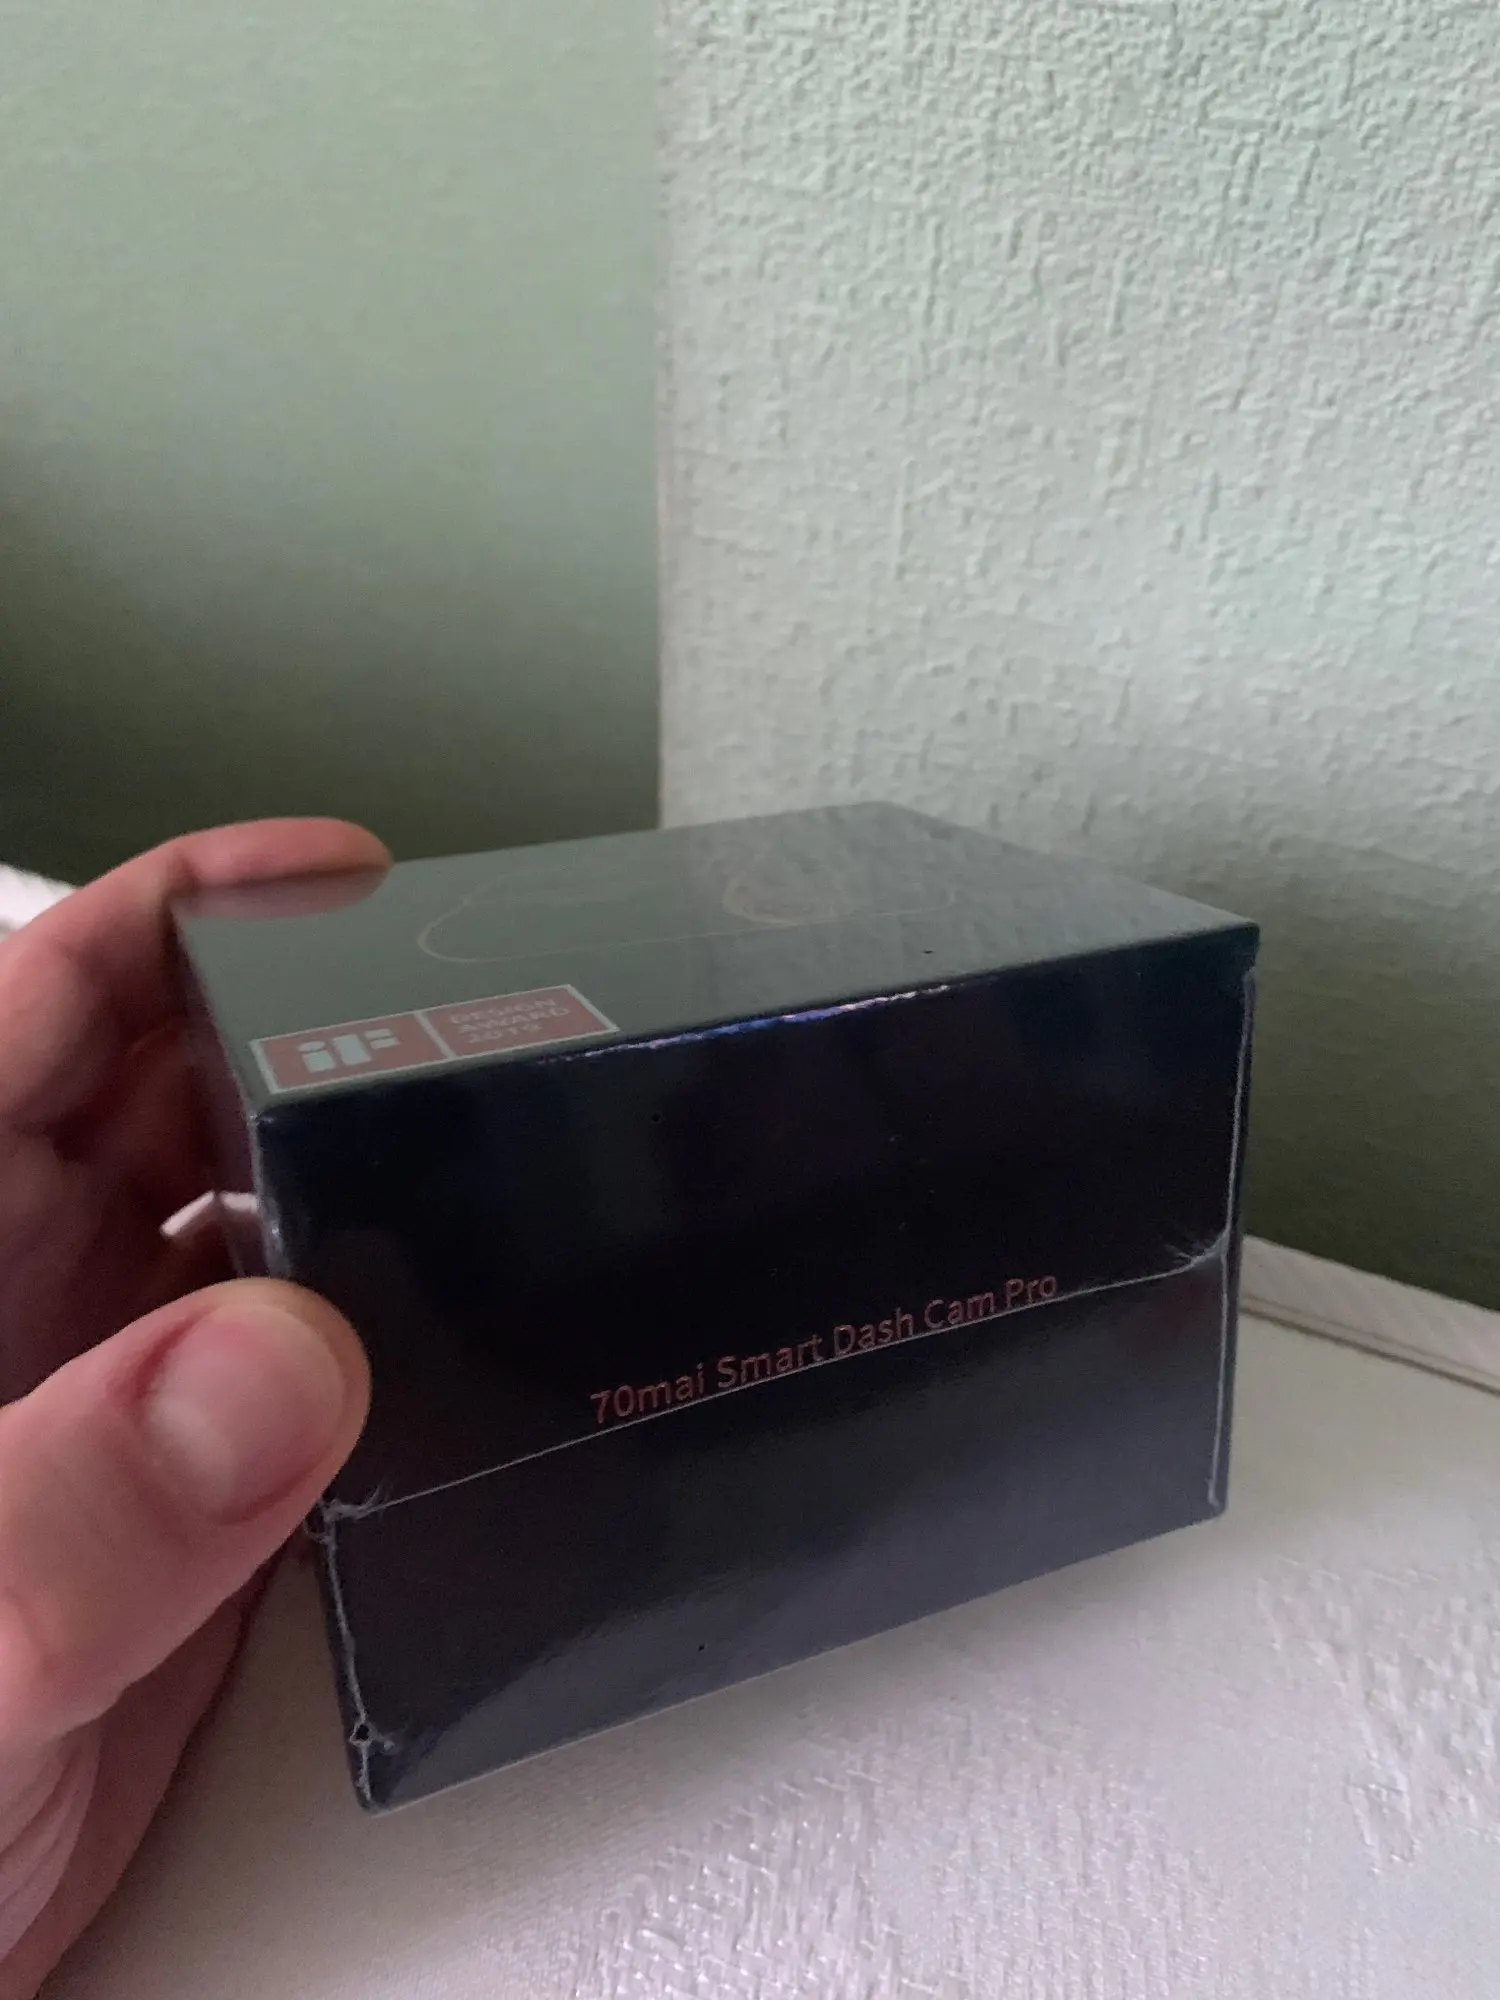 iF
DESIGN
AWARD
2019
70mai Smart Dash Cam Pro